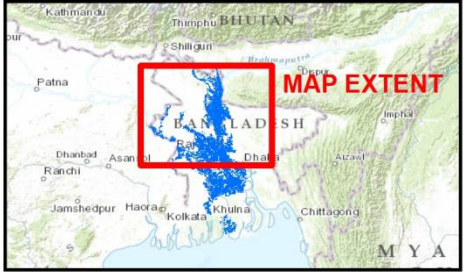 Kathmandu
Thimphu BHUTAN
Shiliguri
Brahmaputra
Dispur
MAP EXTENT
Patna
Imphal
BANGLADESH
Dhanbad
Dhaka
Aizawl
Ranchi
Jamshedpur
Haora
Kolkata
Khulna
Chittagong
M Y A